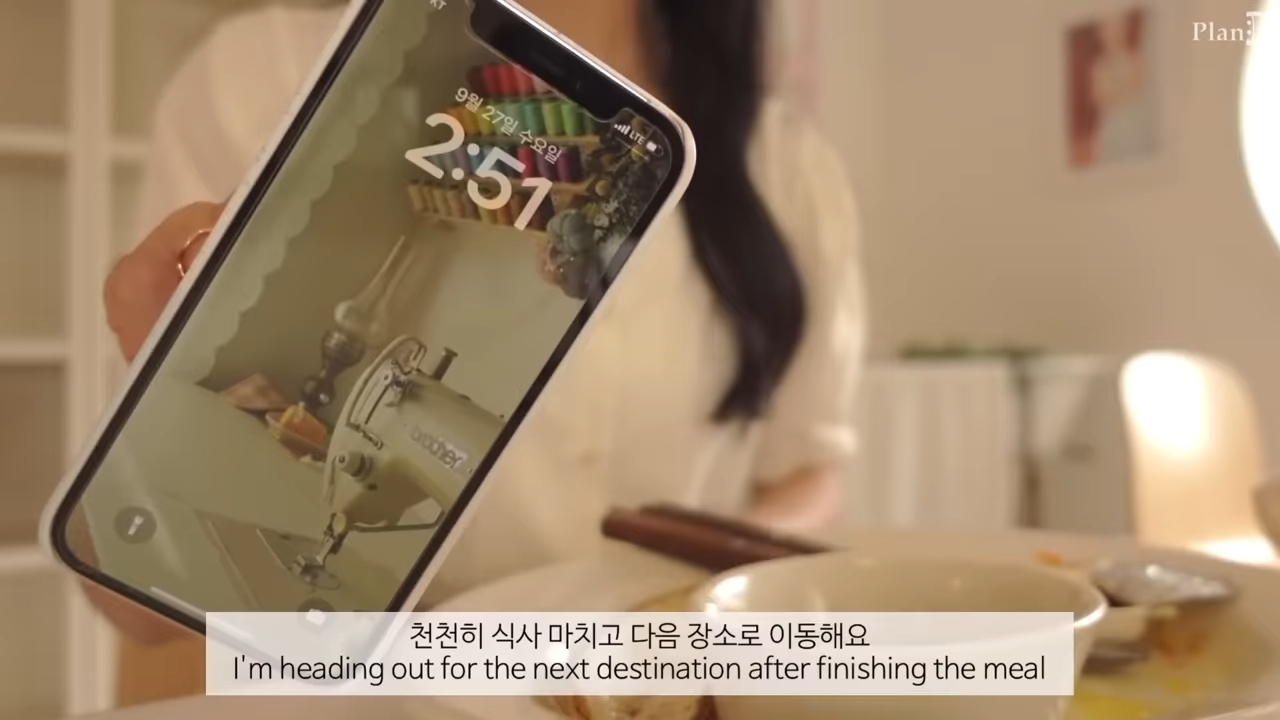 KT
Plan
LTE
9월 27일 수요일
2:51
brother
천천히 식사 마치고 다음 장소로 이동해요
I'm heading out for the next destination after finishing the meal